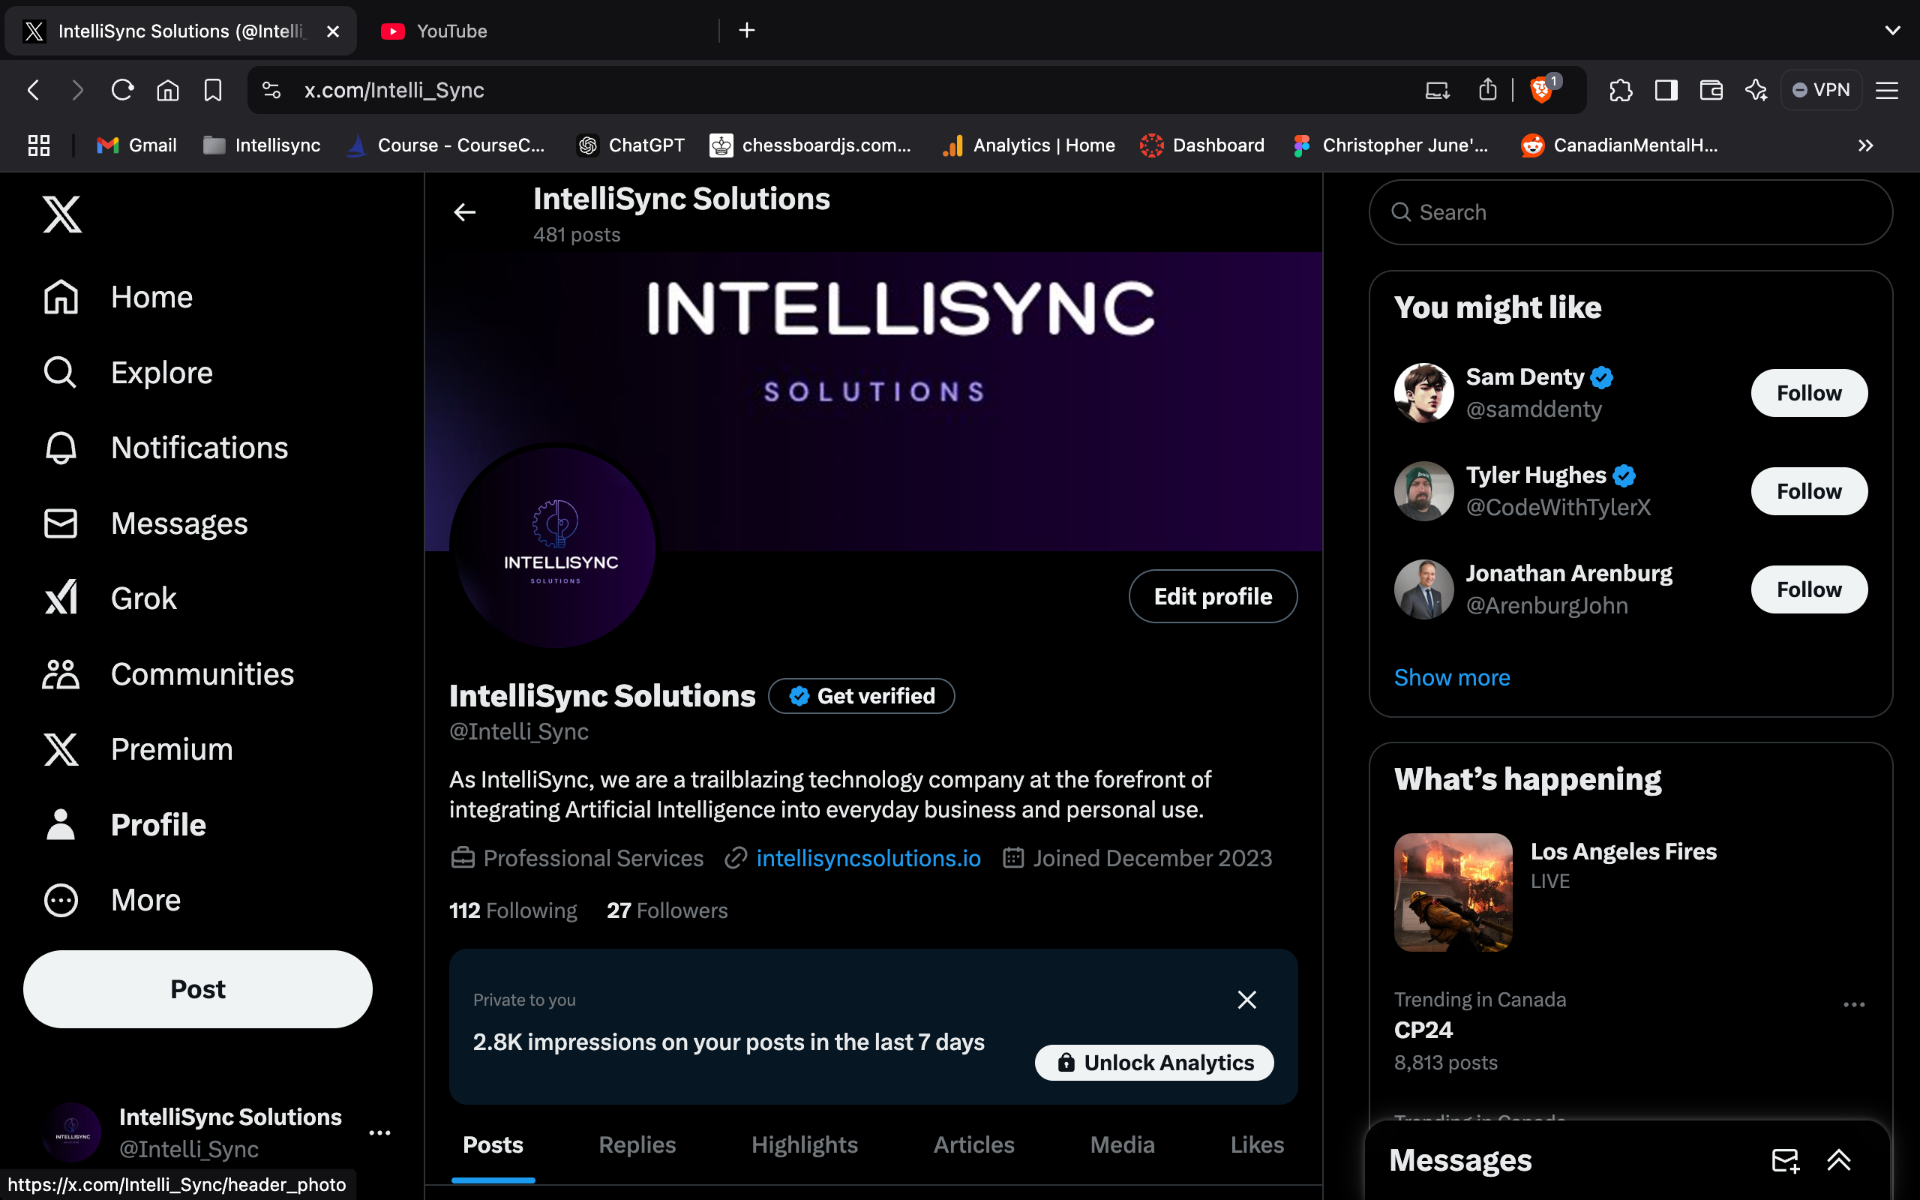 IntelliSync Solutions (@Intelli_
YouTube
x.com/Intelli_Sync
1
VPN
Gmail
Intellisync
Course - CourseC...
ChatGPT
chessboardjs.com...
Analytics | Home
Dashboard
Christopher June'...
CanadianMentalH...
Home
Explore
Notifications
Messages
Grok
Communities
Premium
Profile
More
Post
IntelliSync Solutions
@Intelli_Sync
https://x.com/Intelli_Sync/header_photo
IntelliSync Solutions
481 posts
INTELLISYNC
SOLUTIONS
INTELLISYNC
SOLUTIONS
Edit profile
IntelliSync Solutions
Get verified
@Intelli_Sync
As IntelliSync, we are a trailblazing technology company at the forefront of
integrating Artificial Intelligence into everyday business and personal use.
Professional Services
intellisyncsolutions.io
Joined December 2023
112 Following
27 Followers
Private to you
2.8K impressions on your posts in the last 7 days
Unlock Analytics
Posts
Replies
Highlights
Articles
Media
Likes
Search
You might like
Sam Denty
@samddenty
Follow
Tyler Hughes
@CodeWithTylerX
Follow
Jonathan Arenburg
@ArenburgJohn
Follow
Show more
What's happening
Los Angeles Fires
LIVE
Trending in Canada
CP24
8,813 posts
Trending in Canada
Messages